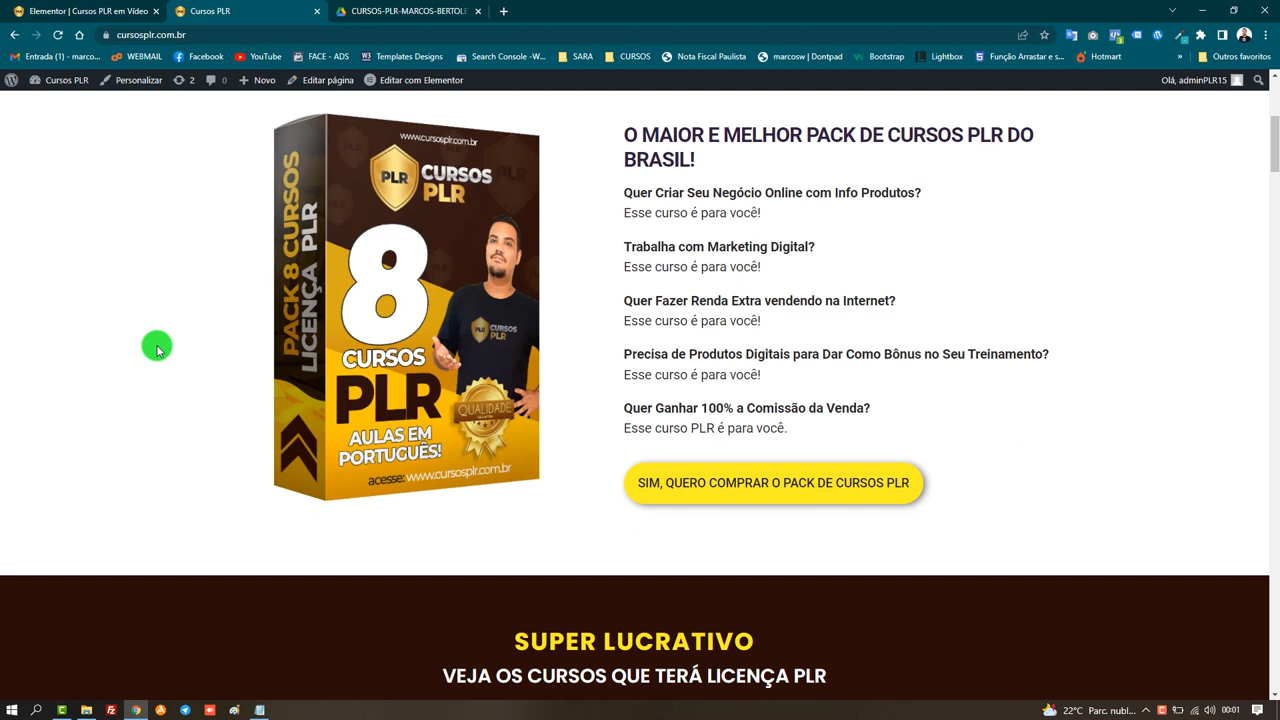 Elementor | Cursos PLR em Vídeo
Cursos PLR
CURSOS-PLR-MARCOS-BERTOLE
cursosplr.com.br
Entrada (1) - marco...
WEBMAIL
Facebook
YouTube
FACE - ADS
Templates Designs
Search Console -W...
SARA
CURSOS
Nota Fiscal Paulista
marcosw | Dontpad
Bootstrap
Lightbox
Função Arrastar e s...
Hotmart
»
Outros favoritos
Cursos PLR
Personalizar
2
0
Novo
Editar página
Editar com Elementor
Olá, adminPLR15
www.cursosplr.com.br
PLR
CURSOS
PLR
PACK 8 CURSOS
LICENÇA PLR
8
CURSOS
PLR
AULAS EM
PORTUGUÊS!
acesse: www.cursosplr.com.br
PLR
CURSOS
PLR
QUALIDADE
O MAIOR E MELHOR PACK DE CURSOS PLR DO
BRASIL!
Quer Criar Seu Negócio Online com Info Produtos?
Esse curso é para você!
Trabalha com Marketing Digital?
Esse curso é para você!
Quer Fazer Renda Extra vendendo na Internet?
Esse curso é para você!
Precisa de Produtos Digitais para Dar Como Bônus no Seu Treinamento?
Esse curso é para você!
Quer Ganhar 100% a Comissão da Venda?
Esse curso PLR é para você.
SIM, QUERO COMPRAR O PACK DE CURSOS PLR
SUPER LUCRATIVO
VEJA OS CURSOS QUE TERÁ LICENÇA PLR
22°C
Parc. nubl...
00:01